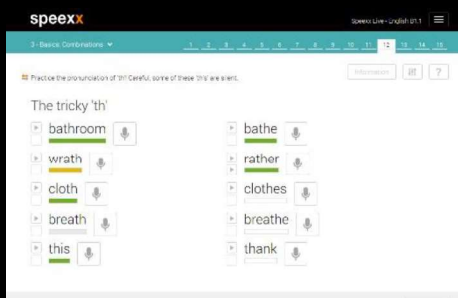 speexx
Speexx Live - English B1.1
3 - Basics: Combinations
1 2 3 4 5 6 7 8 9 10 11 12 13 14 15
Practice the pronunciation of 'th'! Careful, some of these 'ths' are silent.
Information
?
The tricky 'th'
bathroom
bathe
wrath
rather
cloth
clothes
breath
breathe
this
thank